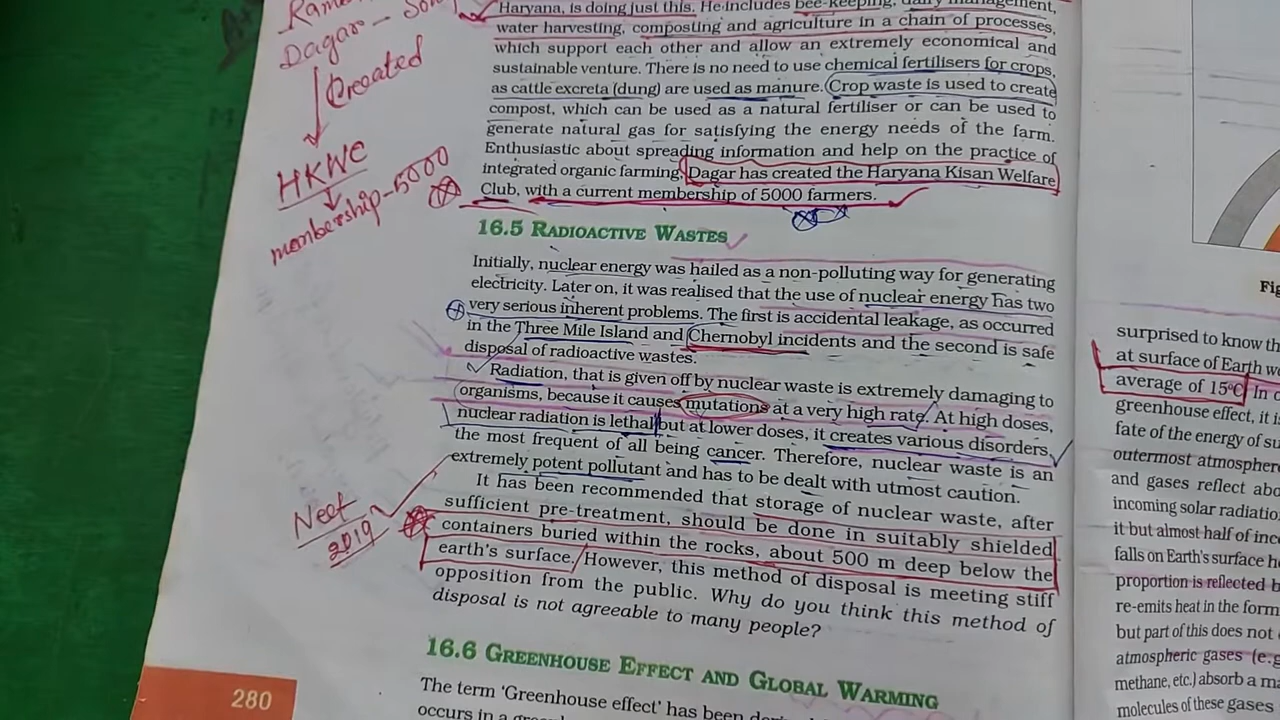 Dagar - Son
Created
HKWC
membership - 5000
Haryana, is doing just this. He includes bee-keeping, dairy management,
water harvesting, composting and agriculture in a chain of processes,
which support each other and allow an extremely economical and
sustainable venture. There is no need to use chemical fertilisers for crops,
as cattle excreta (dung) are used as manure. Crop waste is used to create
compost, which can be used as a natural fertiliser or can be used to
generate natural gas for satisfying the energy needs of the farm.
Enthusiastic about spreading information and help on the practice of
integrated organic farming, Dagar has created the Haryana Kisan Welfare
Club, with a current membership of 5000 farmers.
16.5 RADIOACTIVE WASTES
Initially, nuclear energy was hailed as a non-polluting way for generating
electricity. Later on, it was realised that the use of nuclear energy has two
very serious inherent problems. The first is accidental leakage, as occurred
in the Three Mile Island and Chernobyl incidents and the second is safe
disposal of radioactive wastes.
Radiation, that is given off by nuclear waste is extremely damaging to
organisms, because it causes mutations at a very high rate. At high doses,
nuclear radiation is lethal but at lower doses, it creates various disorders,
the most frequent of all being cancer. Therefore, nuclear waste is an
extremely potent pollutant and has to be dealt with utmost caution.
It has been recommended that storage of nuclear waste, after
sufficient pre-treatment, should be done in suitably shielded
containers buried within the rocks, about 500 m deep below the
earth's surface. However, this method of disposal is meeting stiff
opposition from the public. Why do you think this method of
disposal is not agreeable to many people?
Neet
2019
16.6 GREENHOUSE EFFECT AND GLOBAL WARMING
The term 'Greenhouse effect' has been
occurs in a
280
Fig
surprised to know th
at surface of Earth w
average of 15°C. In
greenhouse effect, it i
fate of the energy of su
outermost atmospher
and gases reflect abo
incoming solar radiatio
it but almost half of inc
falls on Earth's surface h
proportion is reflected b
re-emits heat in the form
but part of this does not
atmospheric gases (e.g
methane, etc.) absorb a ma
molecules of these gases